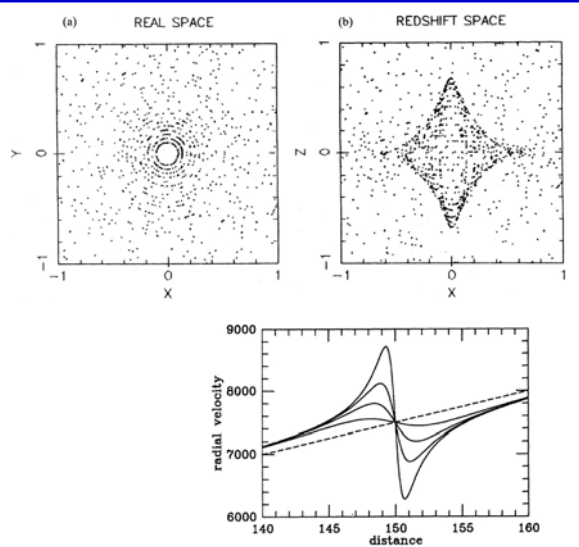 (a) REAL SPACE
(b) REDSHIFT SPACE
1
Y
0
−1
−1 0 1
X
1
Z
0
−1
−1 0 1
X
9000
8000
radial velocity
7000
6000
140 145 150 155 160
distance